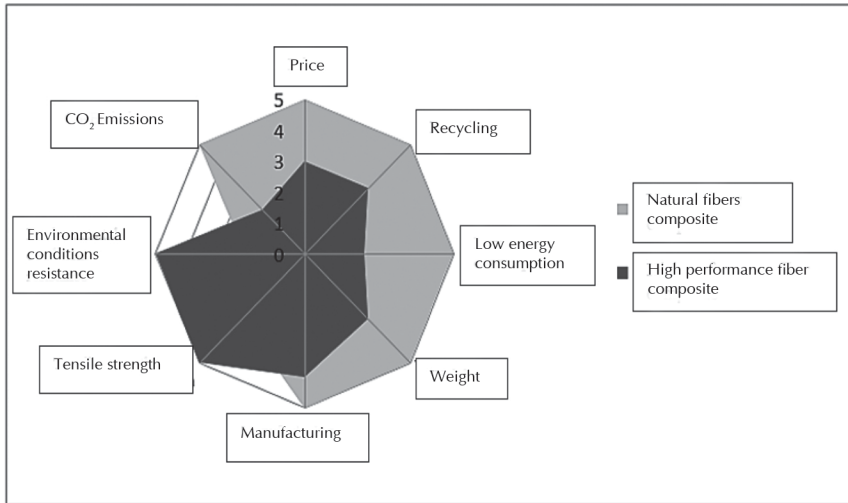 Price
CO₂ Emissions
Recycling
5
4
3
2
1
0
Environmental
conditions
resistance
Low energy
consumption
Natural fibers
composite
High performance fiber
composite
Tensile strength
Weight
Manufacturing